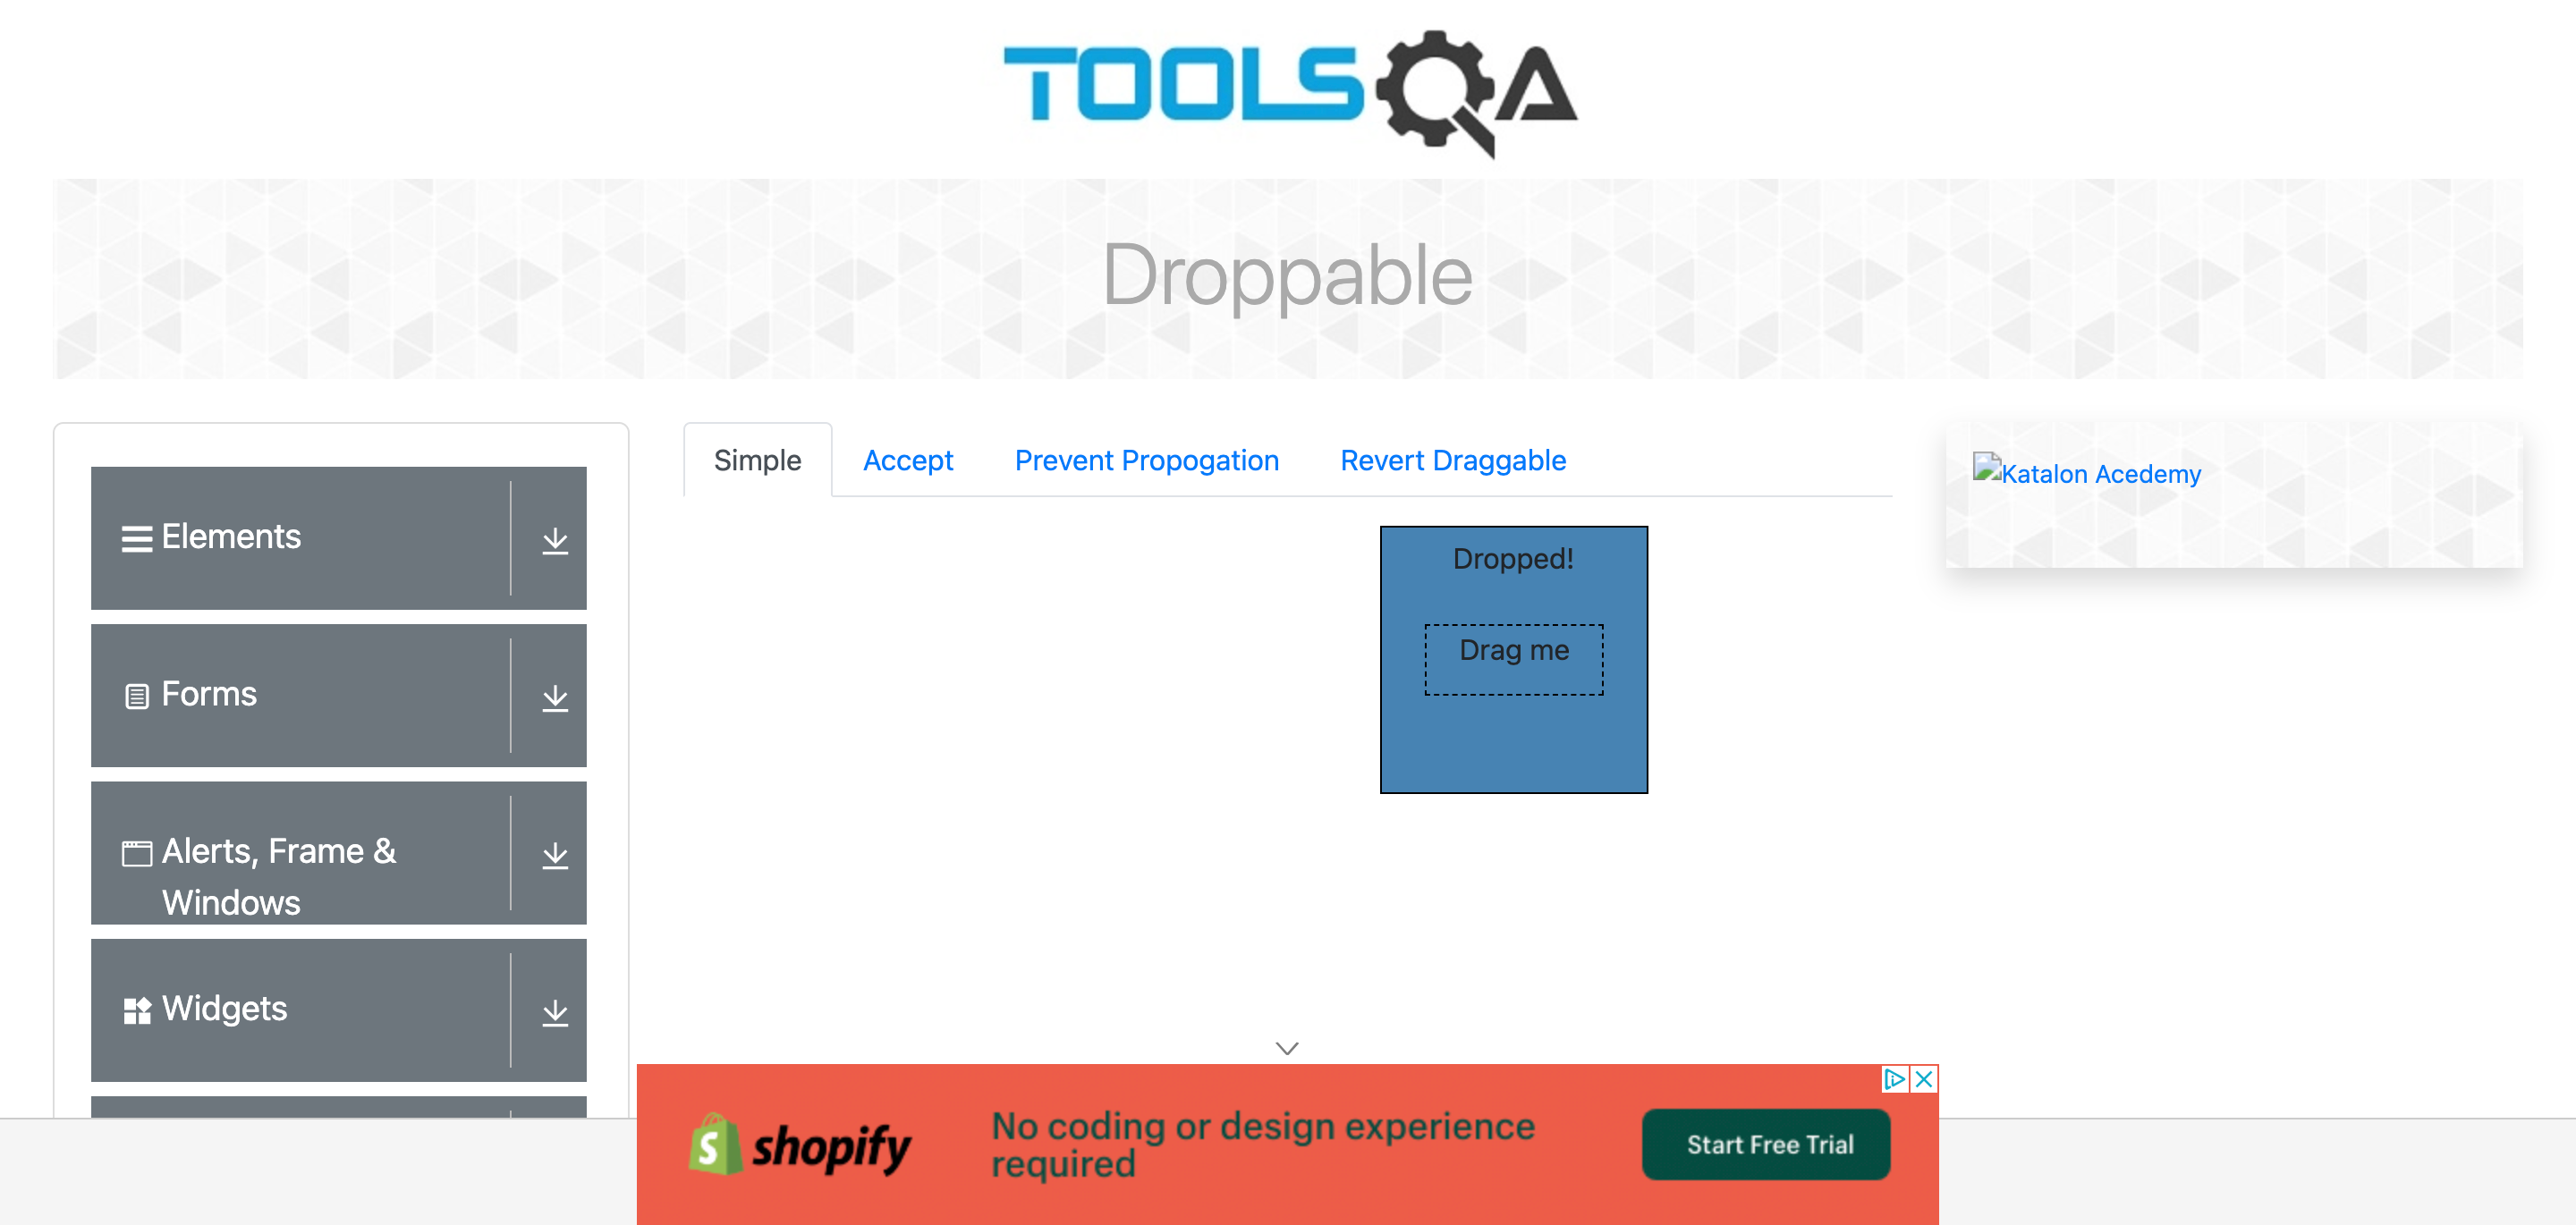 TOOLSQA
Droppable
Elements
Forms
Alerts, Frame &
Windows
Widgets
Simple
Accept
Prevent Propogation
Revert Draggable
Dropped!
Drag me
Katalon Acedemy
shopify
No coding or design experience
required
Start Free Trial